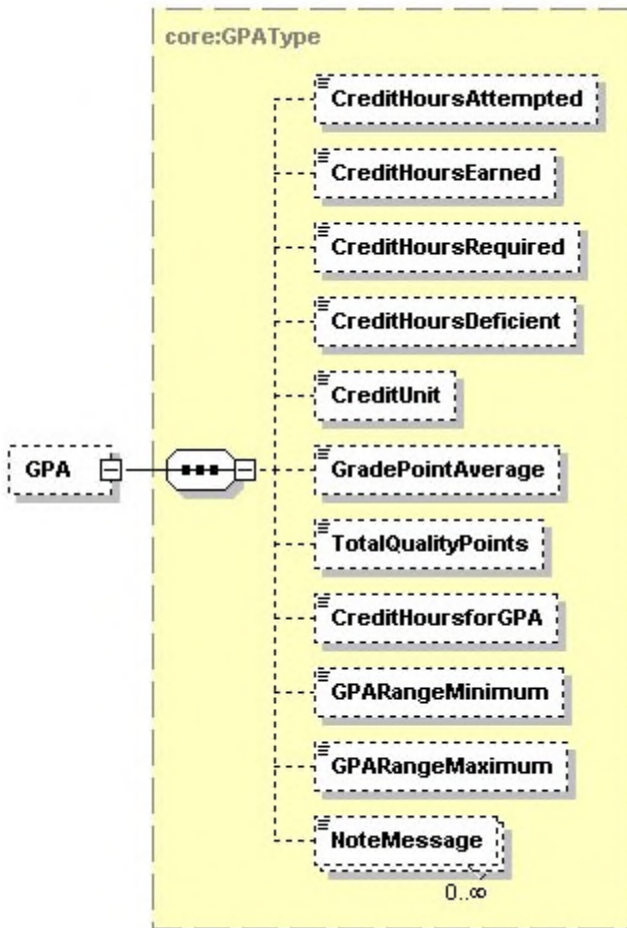 core:GPAType
CreditHoursAttempted
CreditHoursEarned
CreditHoursRequired
CreditHoursDeficient
CreditUnit
GPA
GradePointAverage
TotalQualityPoints
CreditHoursforGPA
GPARangeMinimum
GPARangeMaximum
NoteMessage
0..∞